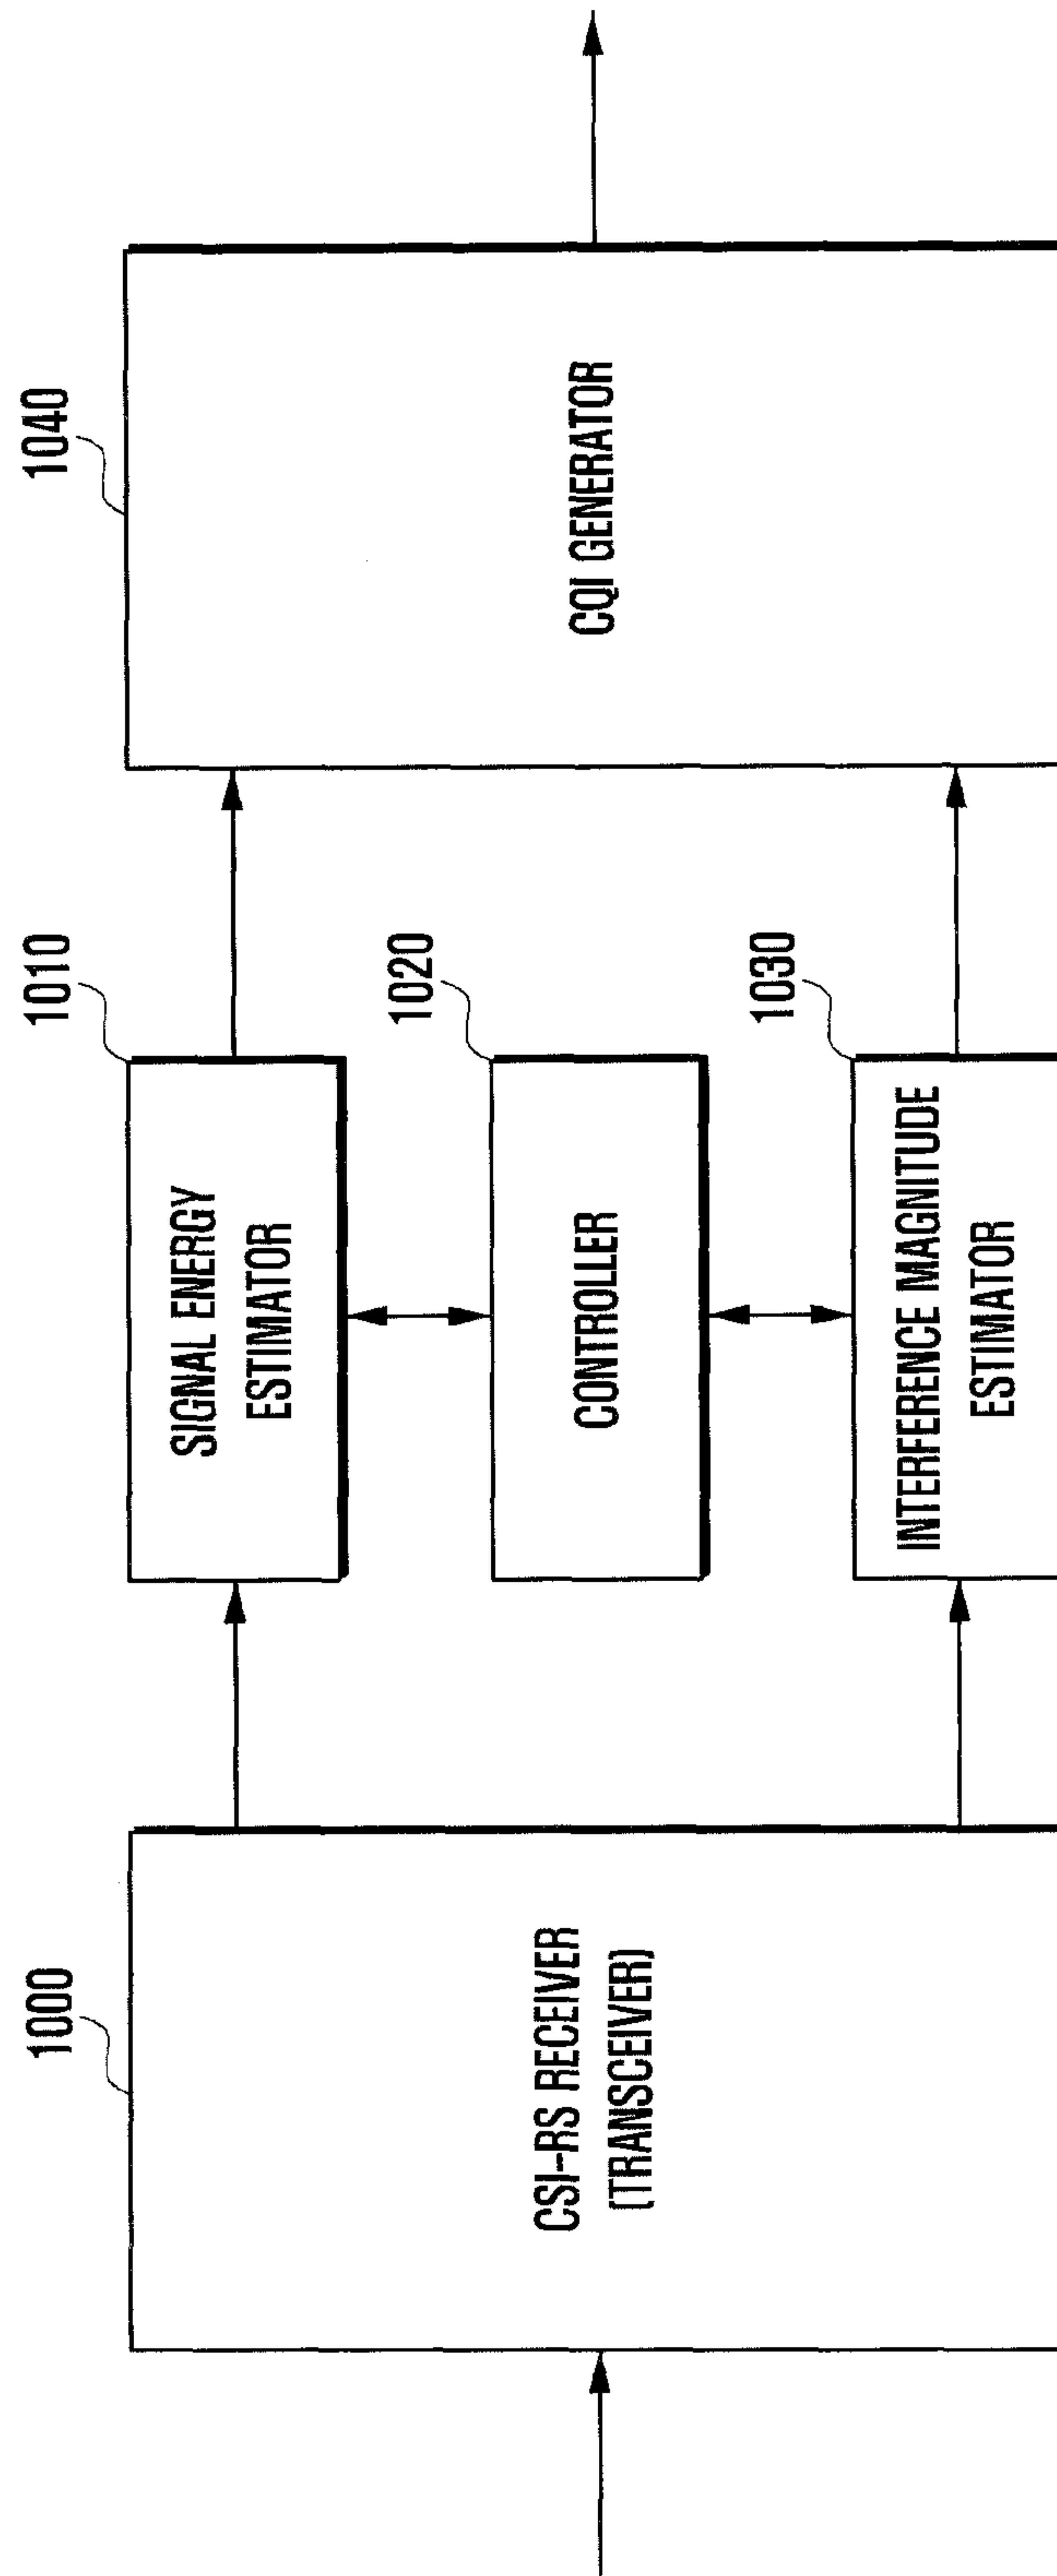 1000
CSI-RS RECEIVER
(TRANSCEIVER)
1010
SIGNAL ENERGY
ESTIMATOR
1020
CONTROLLER
1030
INTERFERENCE MAGNITUDE
ESTIMATOR
1040
CQI GENERATOR